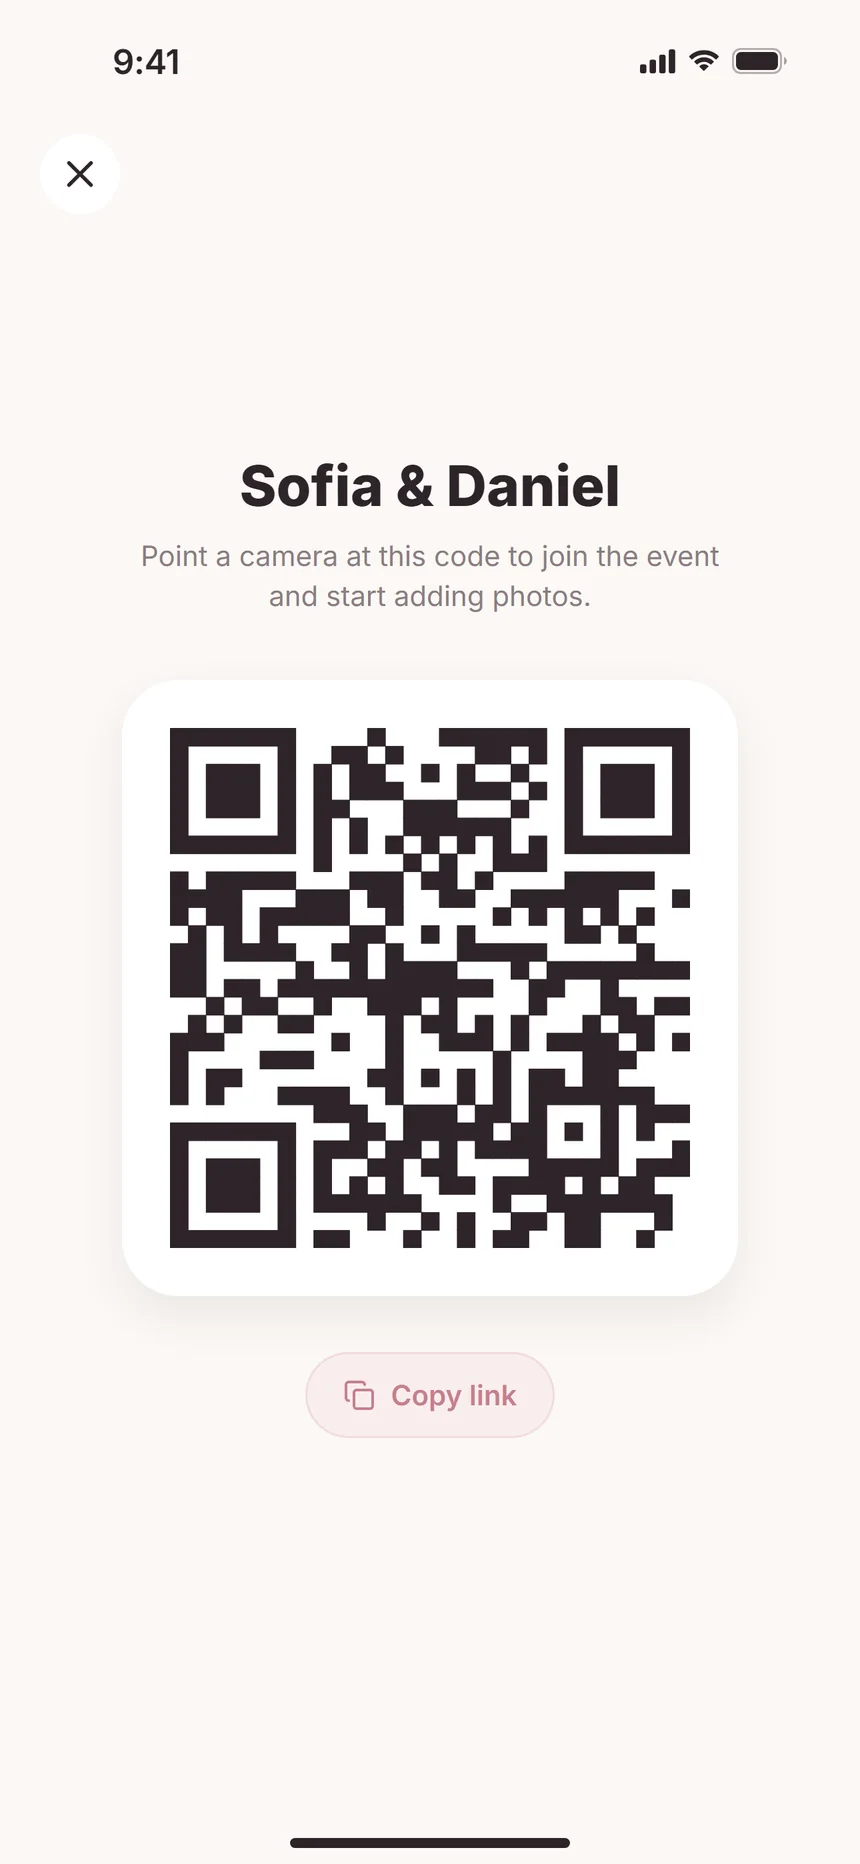 9:41
Sofia & Daniel
Point a camera at this code to join the event
and start adding photos.
Copy link